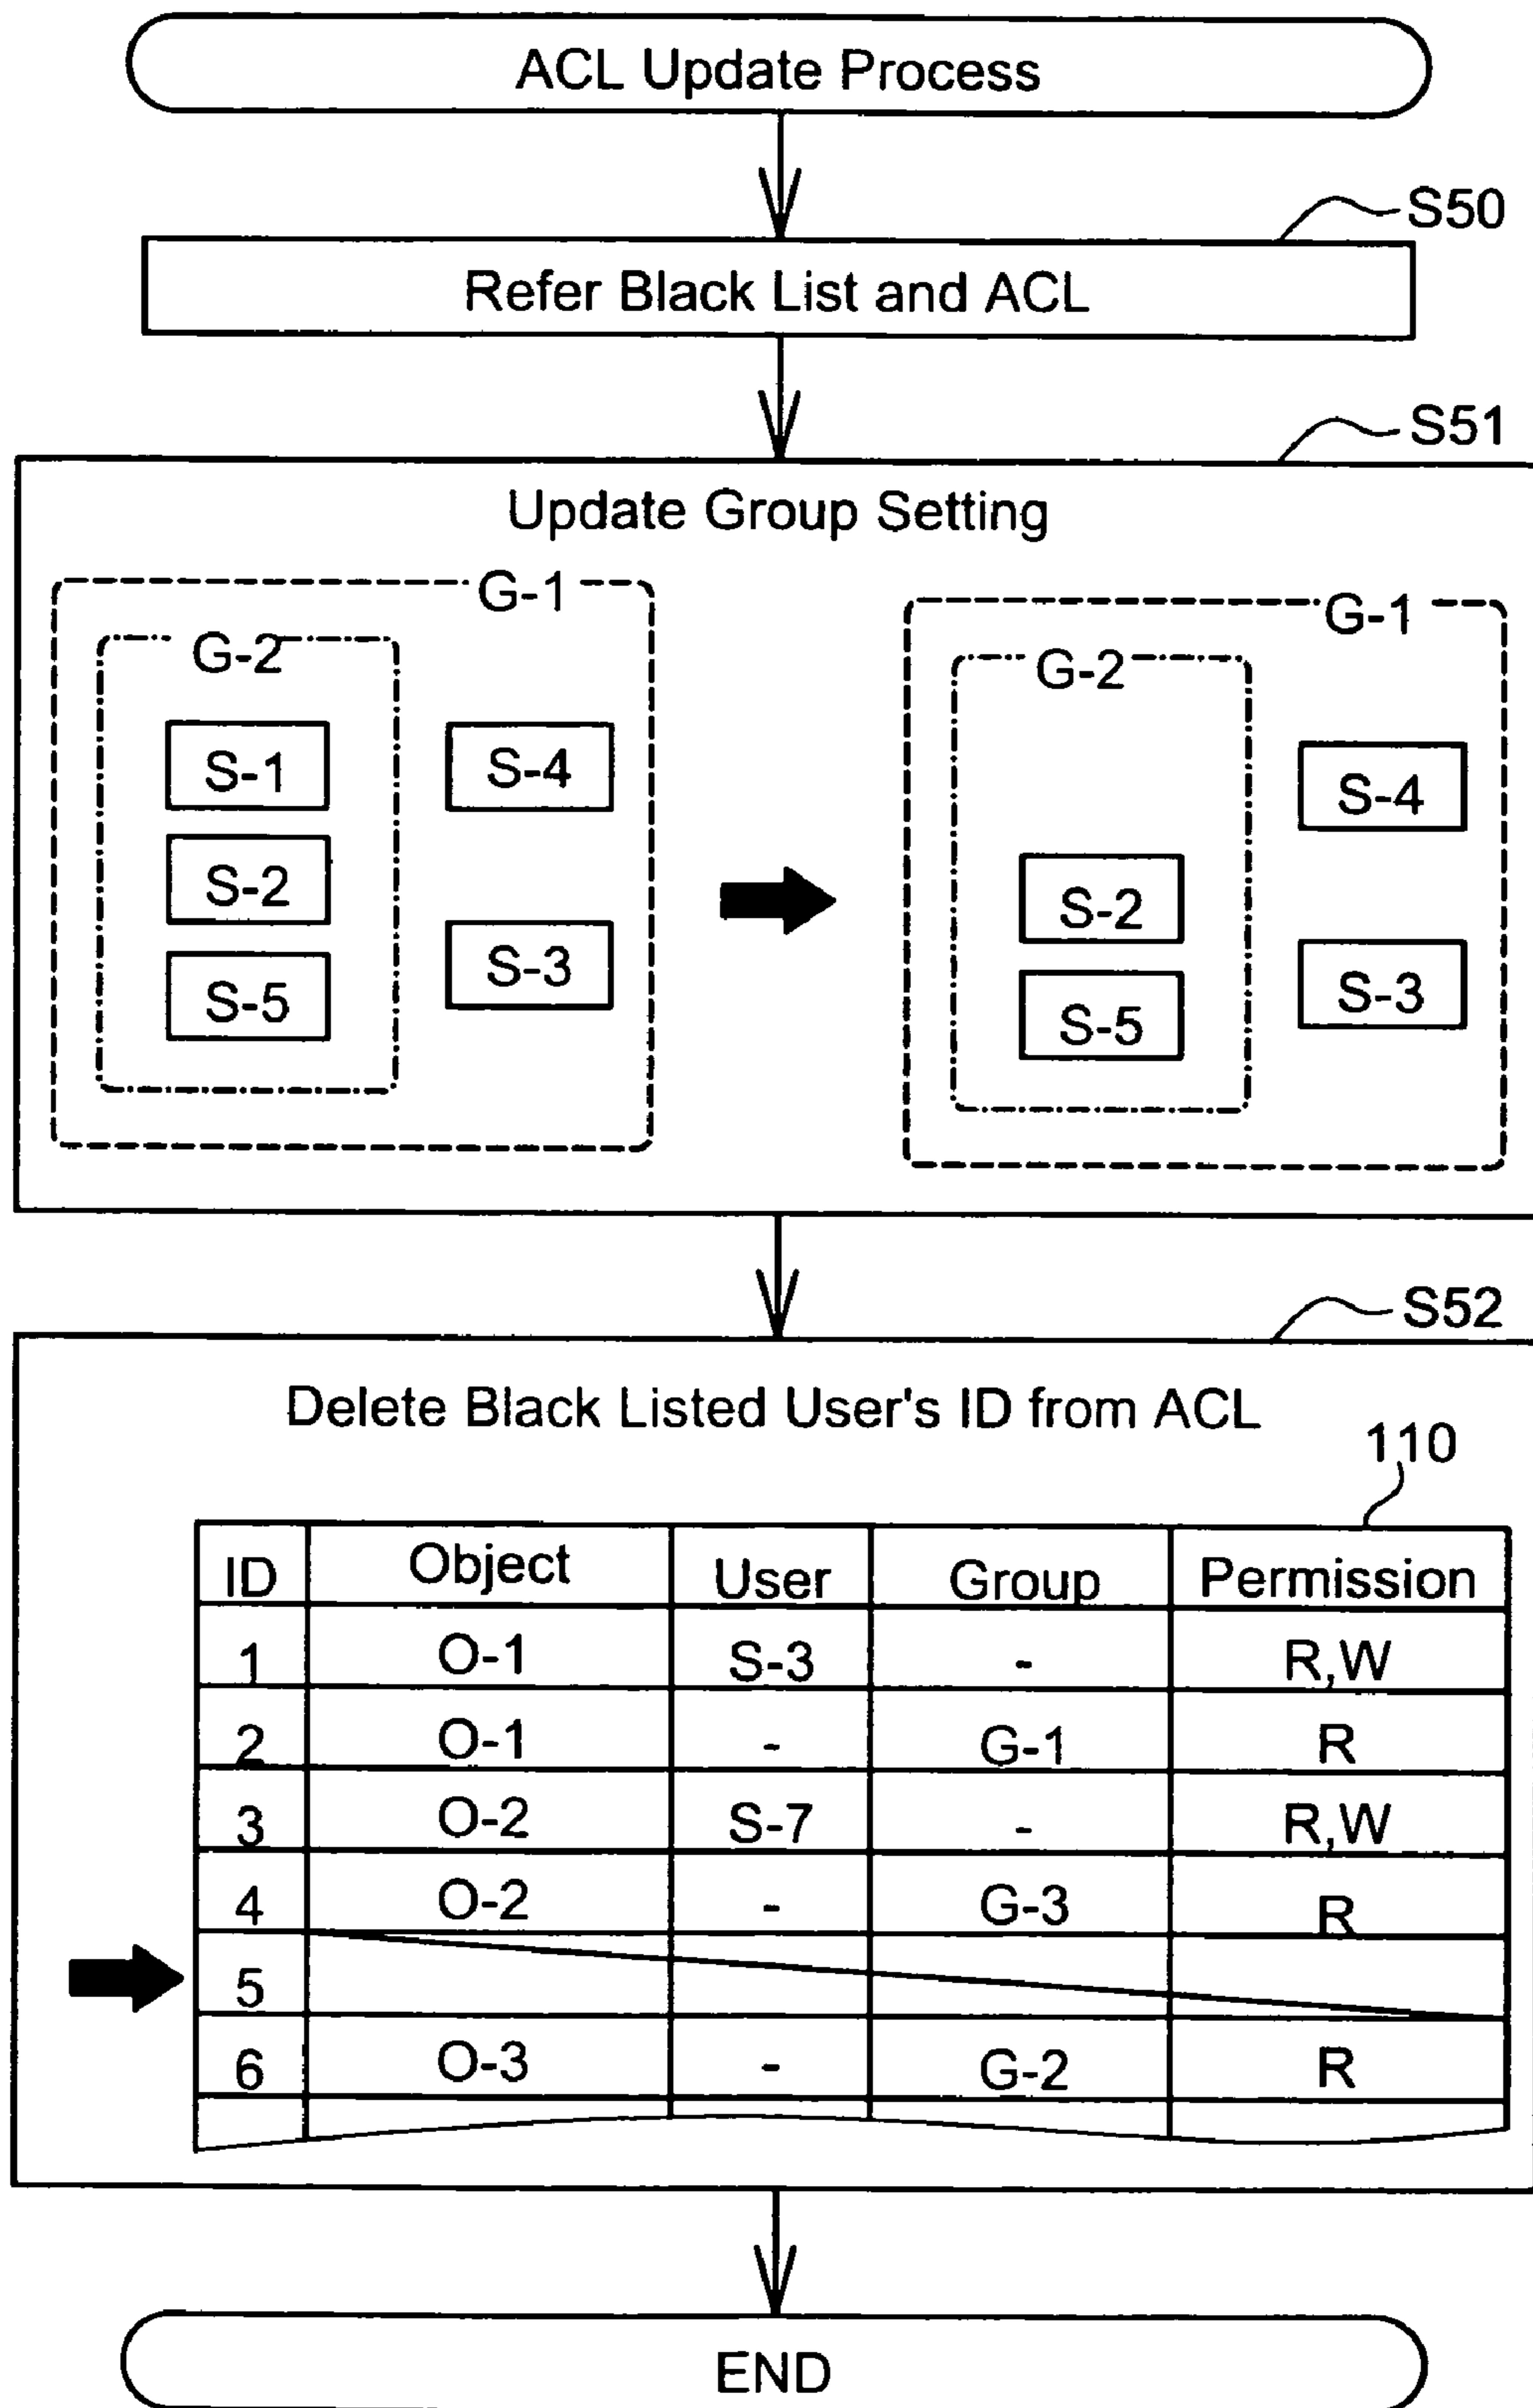 ACL Update Process
S50
Refer Black List and ACL
S51
Update Group Setting
G-1
G-2
S-1
S-4
S-2
S-3
S-5
G-1
G-2
S-4
S-2
S-3
S-5
S52
Delete Black Listed User's ID from ACL
110
ID Object User Group Permission
1 O-1 S-3 - R,W
2 O-1 - G-1 R
3 O-2 S-7 - R,W
4 O-2 - G-3 R
5
6 O-3 - G-2 R
END